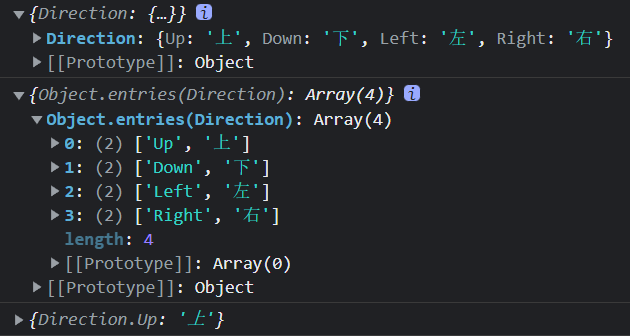 ▼{Direction: {…}} i
▶Direction: {Up: '上', Down: '下', Left: '左', Right: '右'}
▶[[Prototype]]: Object
▼{Object.entries(Direction): Array(4)} i
▼Object.entries(Direction): Array(4)
▶0: (2) ['Up', '上']
▶1: (2) ['Down', '下']
▶2: (2) ['Left', '左']
▶3: (2) ['Right', '右']
length: 4
▶[[Prototype]]: Array(0)
▶[[Prototype]]: Object
▶{Direction.Up: '上'}